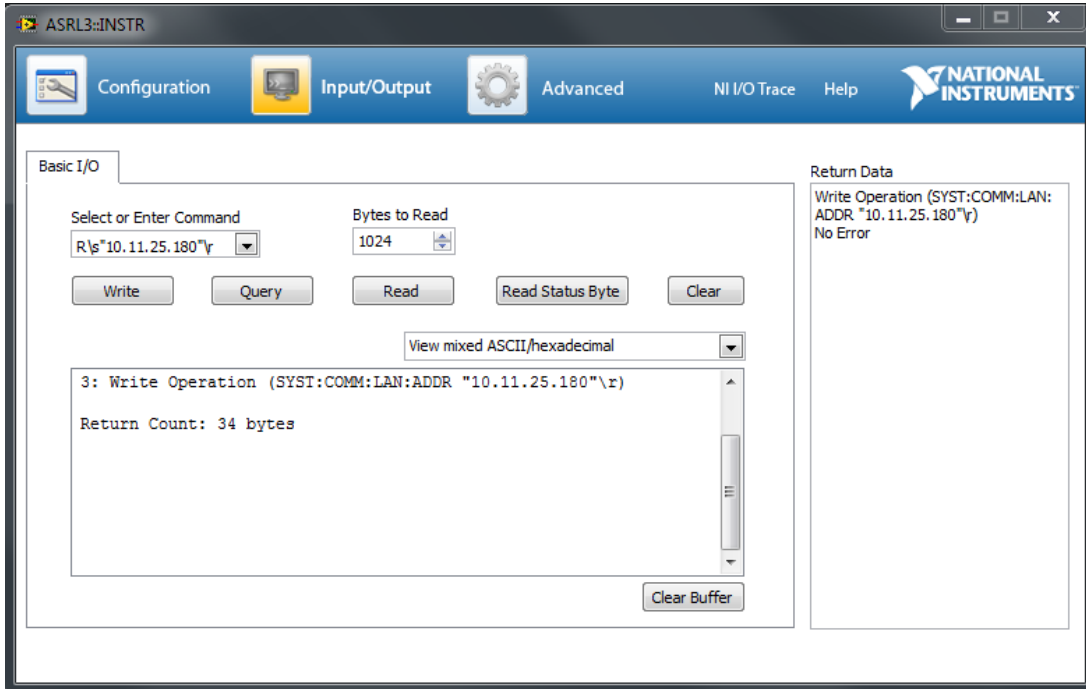 ASRL3::INSTR
Configuration
Input/Output
Advanced
NI I/O Trace
Help
NATIONAL
INSTRUMENTS
Basic I/O
Select or Enter Command
R\s"10.11.25.180"\r
Bytes to Read
1024
Write
Query
Read
Read Status Byte
Clear
View mixed ASCII/hexadecimal
3: Write Operation (SYST:COMM:LAN:ADDR "10.11.25.180"\r)
Return Count: 34 bytes
Clear Buffer
Return Data
Write Operation (SYST:COMM:LAN:
ADDR "10.11.25.180"\r)
No Error